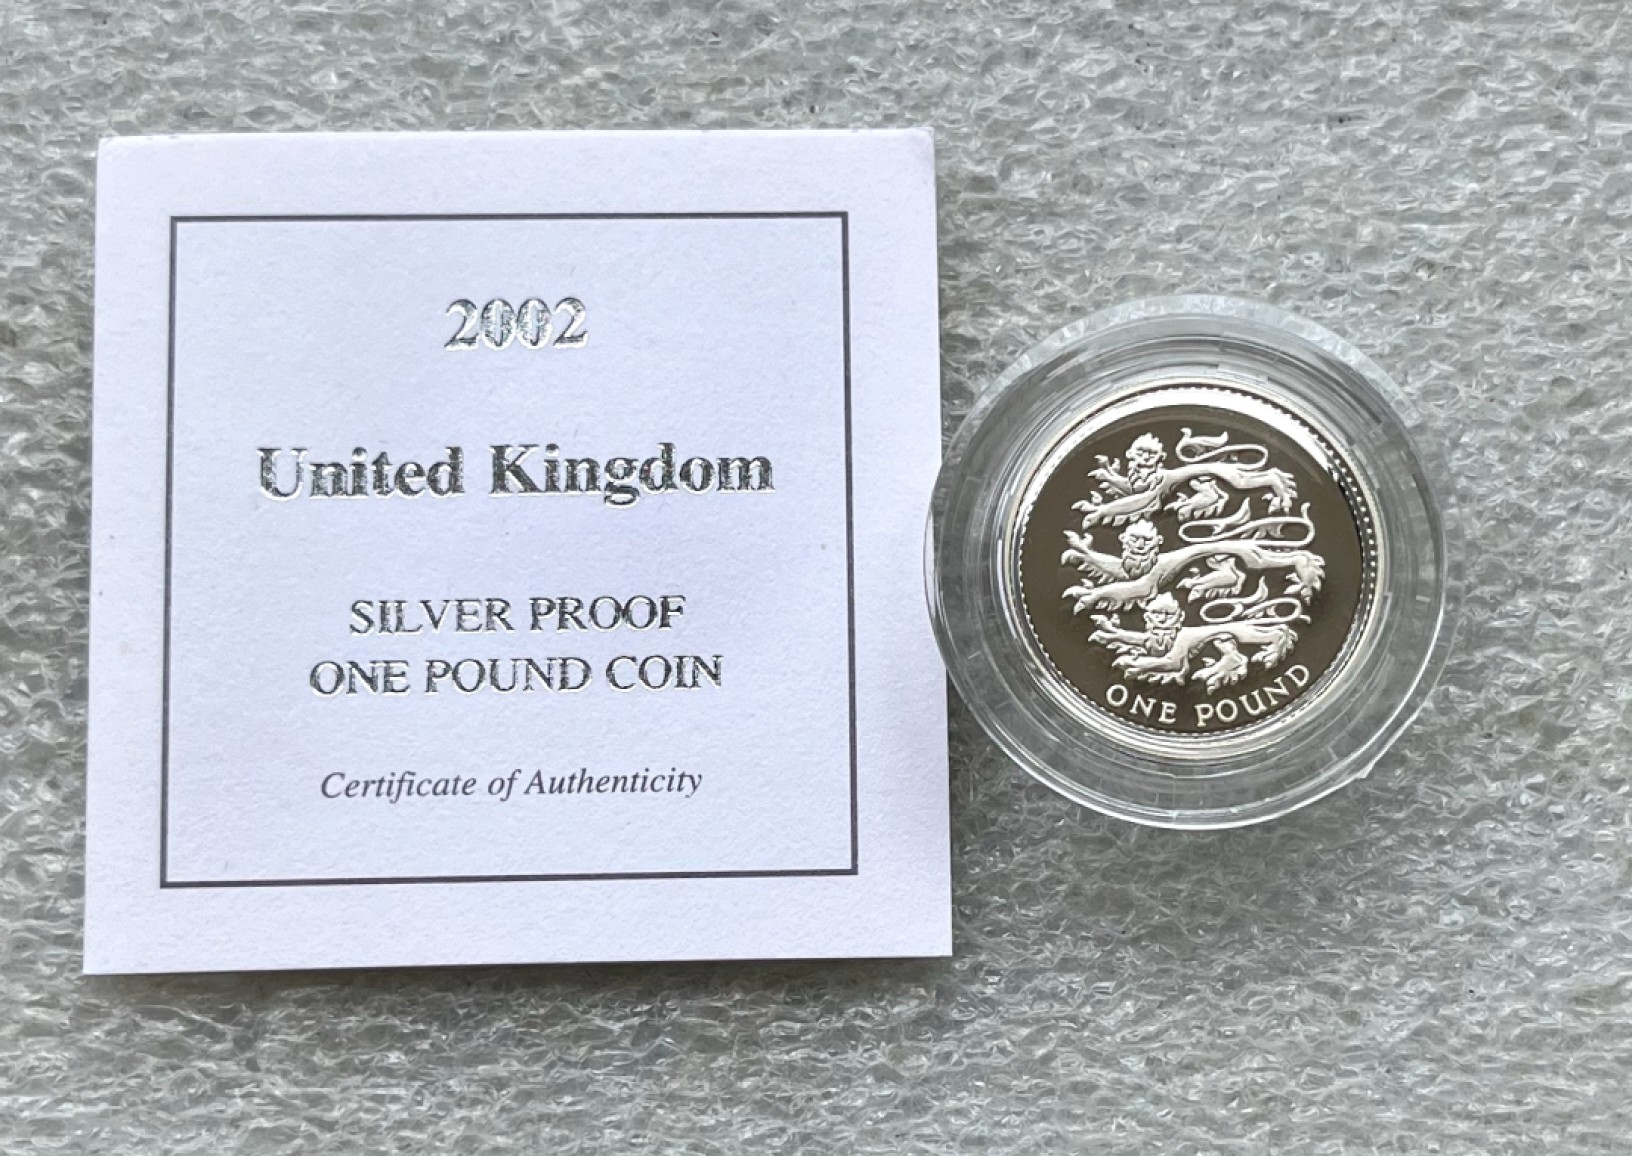 2002
United Kingdom
SILVER PROOF
ONE POUND COIN
Certificate of Authenticity
ONE POUND